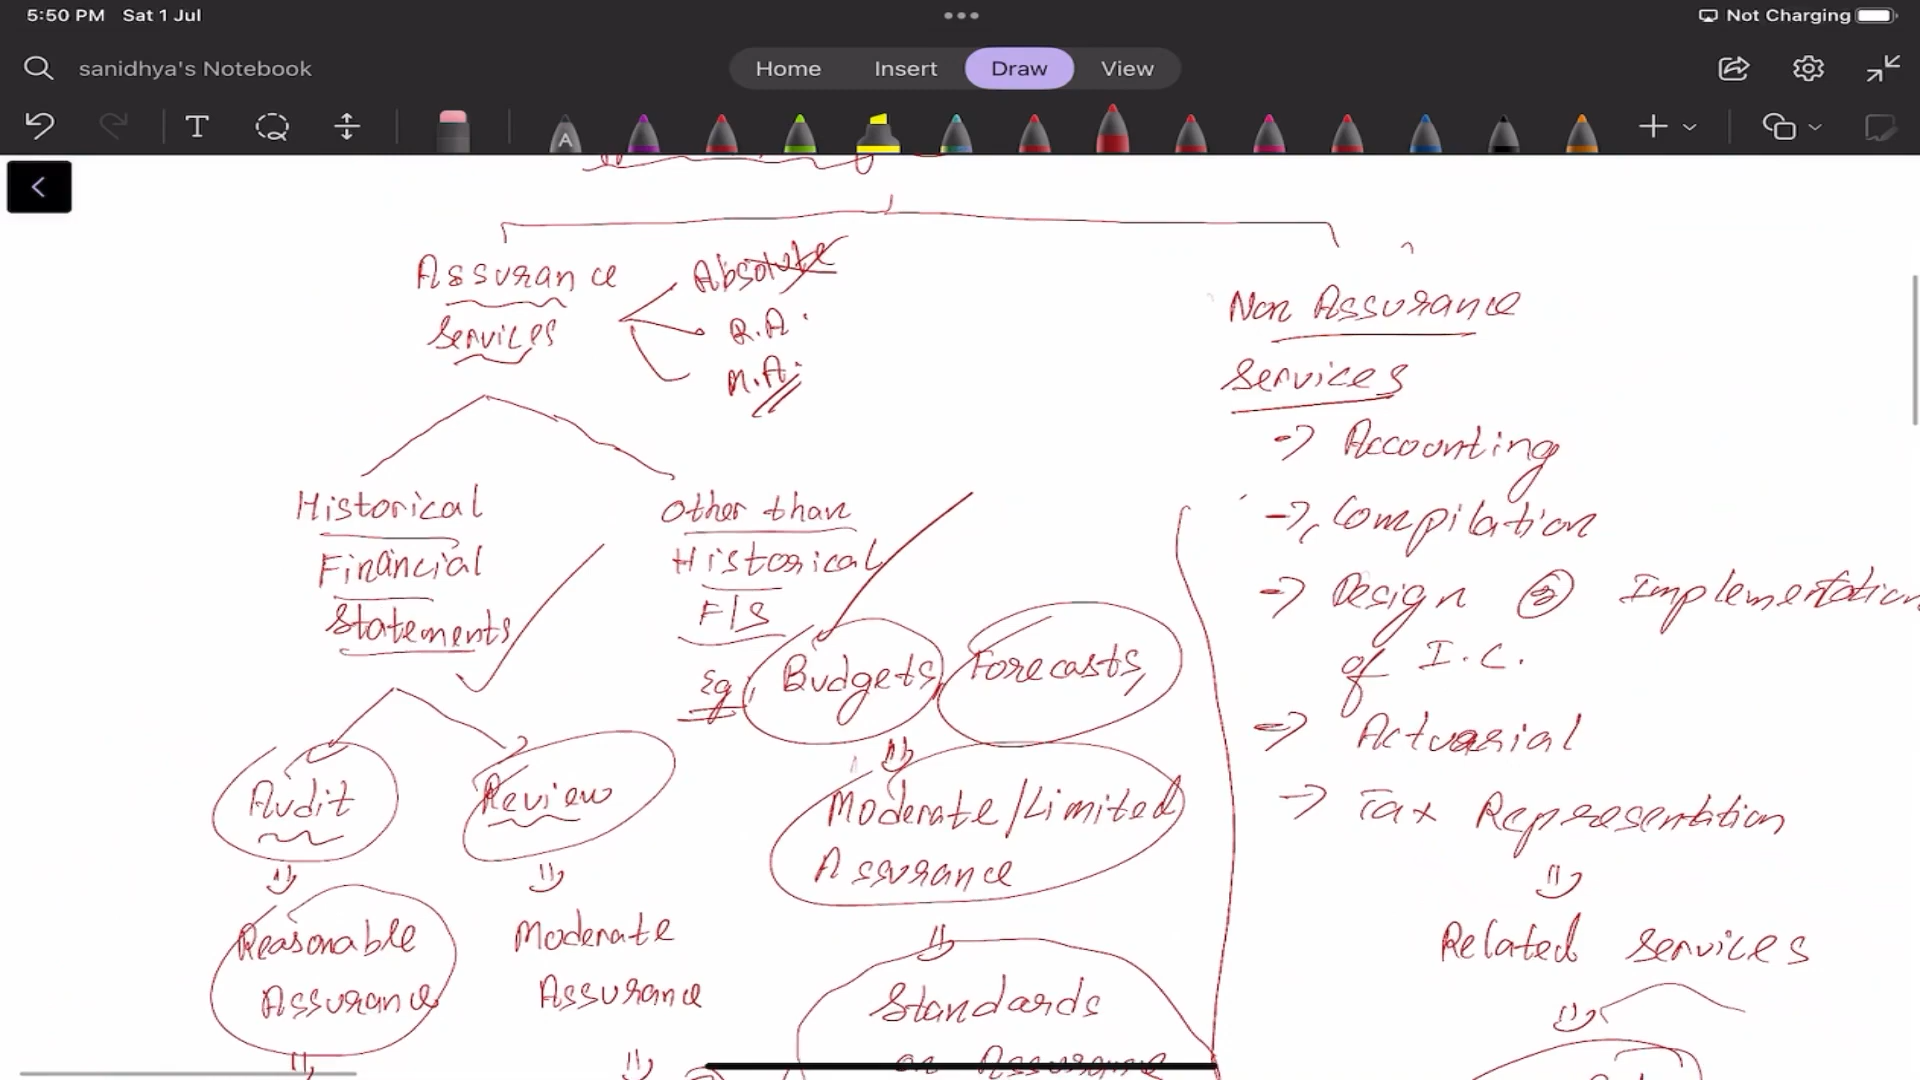 5:50 PM Sat 1 Jul
Not Charging
sanidhya's Notebook
Home Insert Draw View
T
A
Assurance
Services
Absolute
R.A.
M.A.
Non Assurance
Services
-> Accounting
-> Compilation
-> Design & Implementation
of I.C.
-> Actuarial
-> Tax Representation
Related Services
Historical
Financial
Statements
Other than
Historical
F/S
Eg: Budgets, Forecasts,
Audit
Review
Moderate/Limited
Assurance
Reasonable
Assurance
Moderate
Assurance
Standards
on Assurance